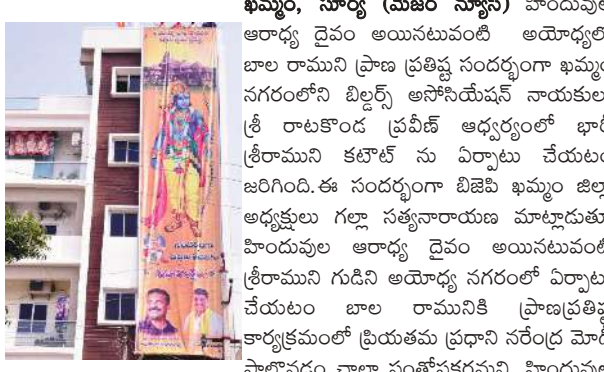 ఖమ్మం, సూర్య (మేజర్ న్యూస్) హిందువుల
ఆరాధ్య దైవం అయినటువంటి అయోధ్యలో
బాల రాముని ప్రాణ ప్రతిష్ట సందర్భంగా ఖమ్మం
నగరంలోని బిల్డర్స్ అసోసియేషన్ నాయకులు
శ్రీ రాటకొండ ప్రవీణ్ ఆధ్వర్యంలో భారీ
శ్రీరాముని కటౌట్ ను ఏర్పాటు చేయటం
జరిగింది.ఈ సందర్భంగా బిజెపి ఖమ్మం జిల్లా
అధ్యక్షులు గల్లా సత్యనారాయణ మాట్లాడుతూ
హిందువుల ఆరాధ్య దైవం అయినటువంటి
శ్రీరాముని గుడిని అయోధ్య నగరంలో ఏర్పాటు
చేయటం బాల రామునికి ప్రాణప్రతిష్ట
కార్యక్రమంలో ప్రియతమ ప్రధాని నరేంద్ర మోదీ
పాల్గొనడం చాలా సంతోషకరమని, హిందువుల